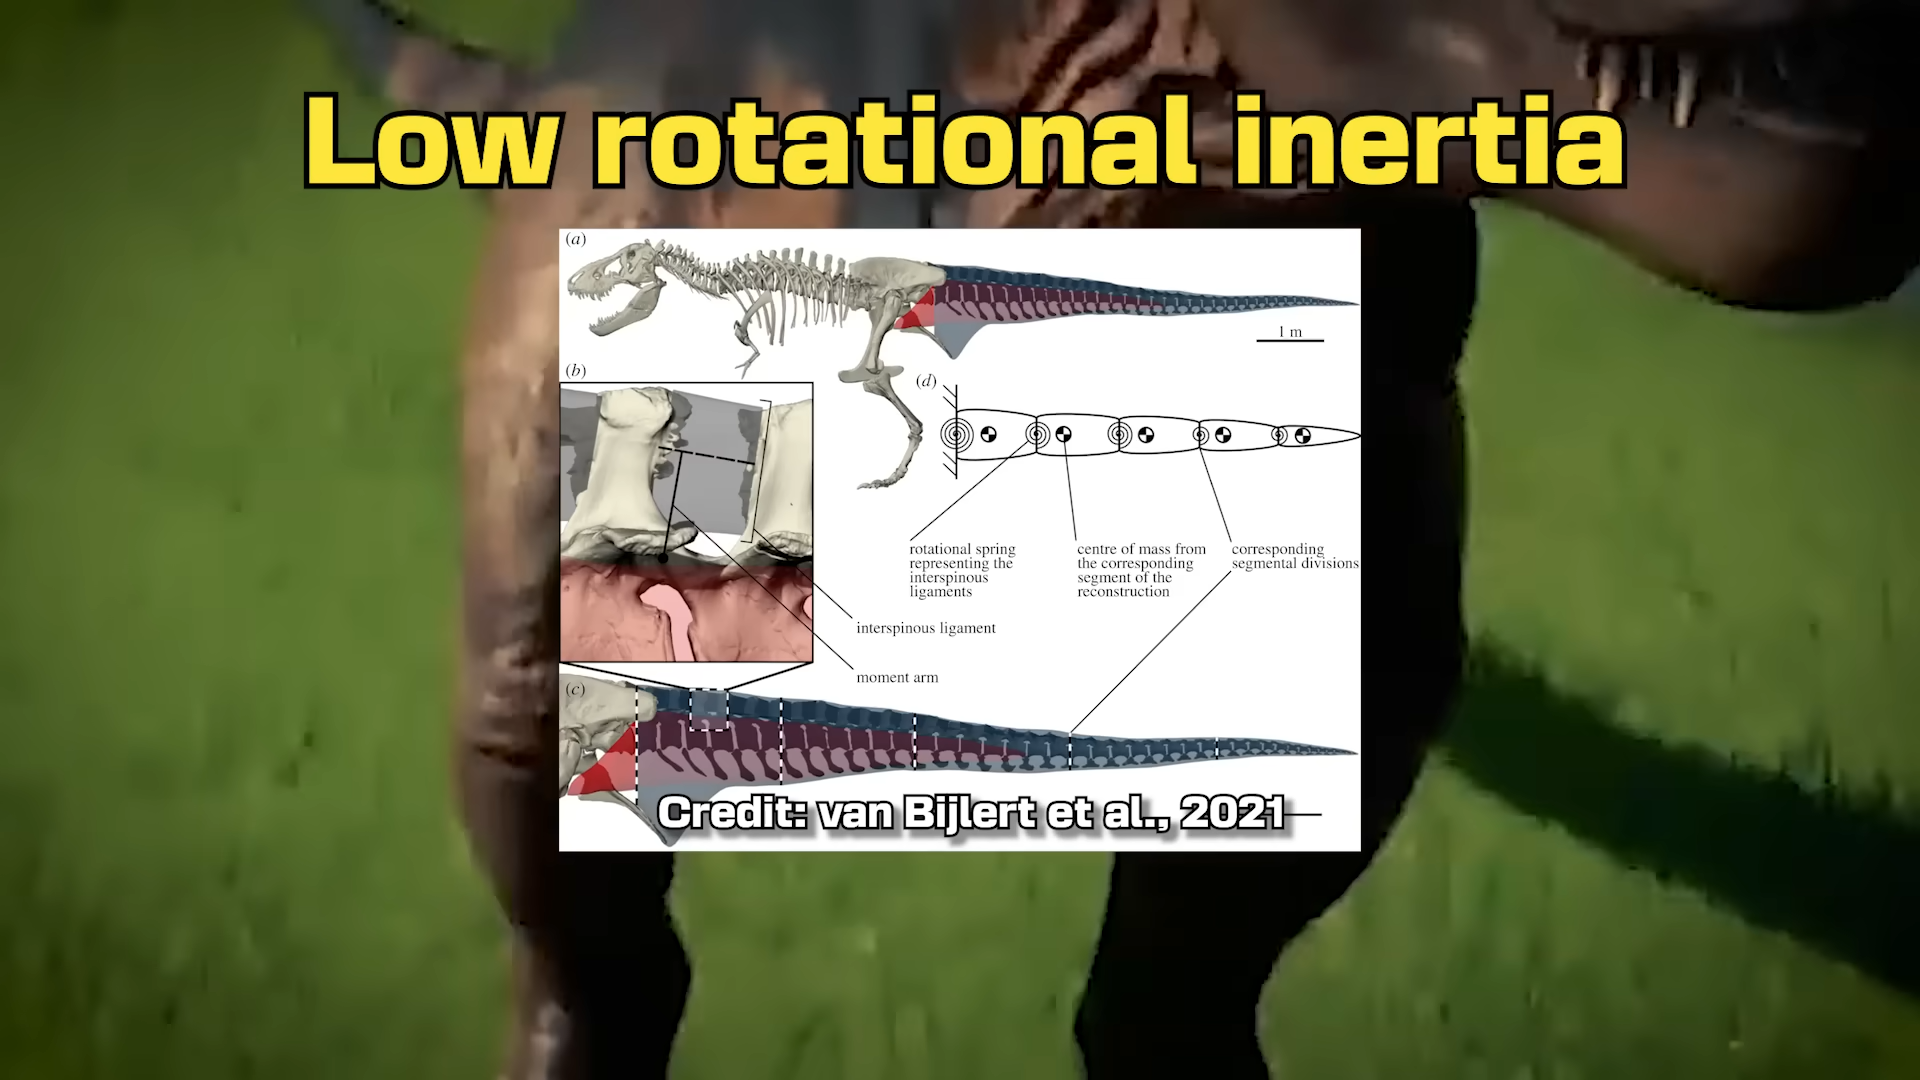 Low rotational inertia
(a)
1 m
(b)
(d)
rotational spring
representing the
interspinous
ligaments
centre of mass from
the corresponding
segment of the
reconstruction
corresponding
segmental divisions
interspinous ligament
moment arm
(c)
Credit: van Bijlert et al., 2021